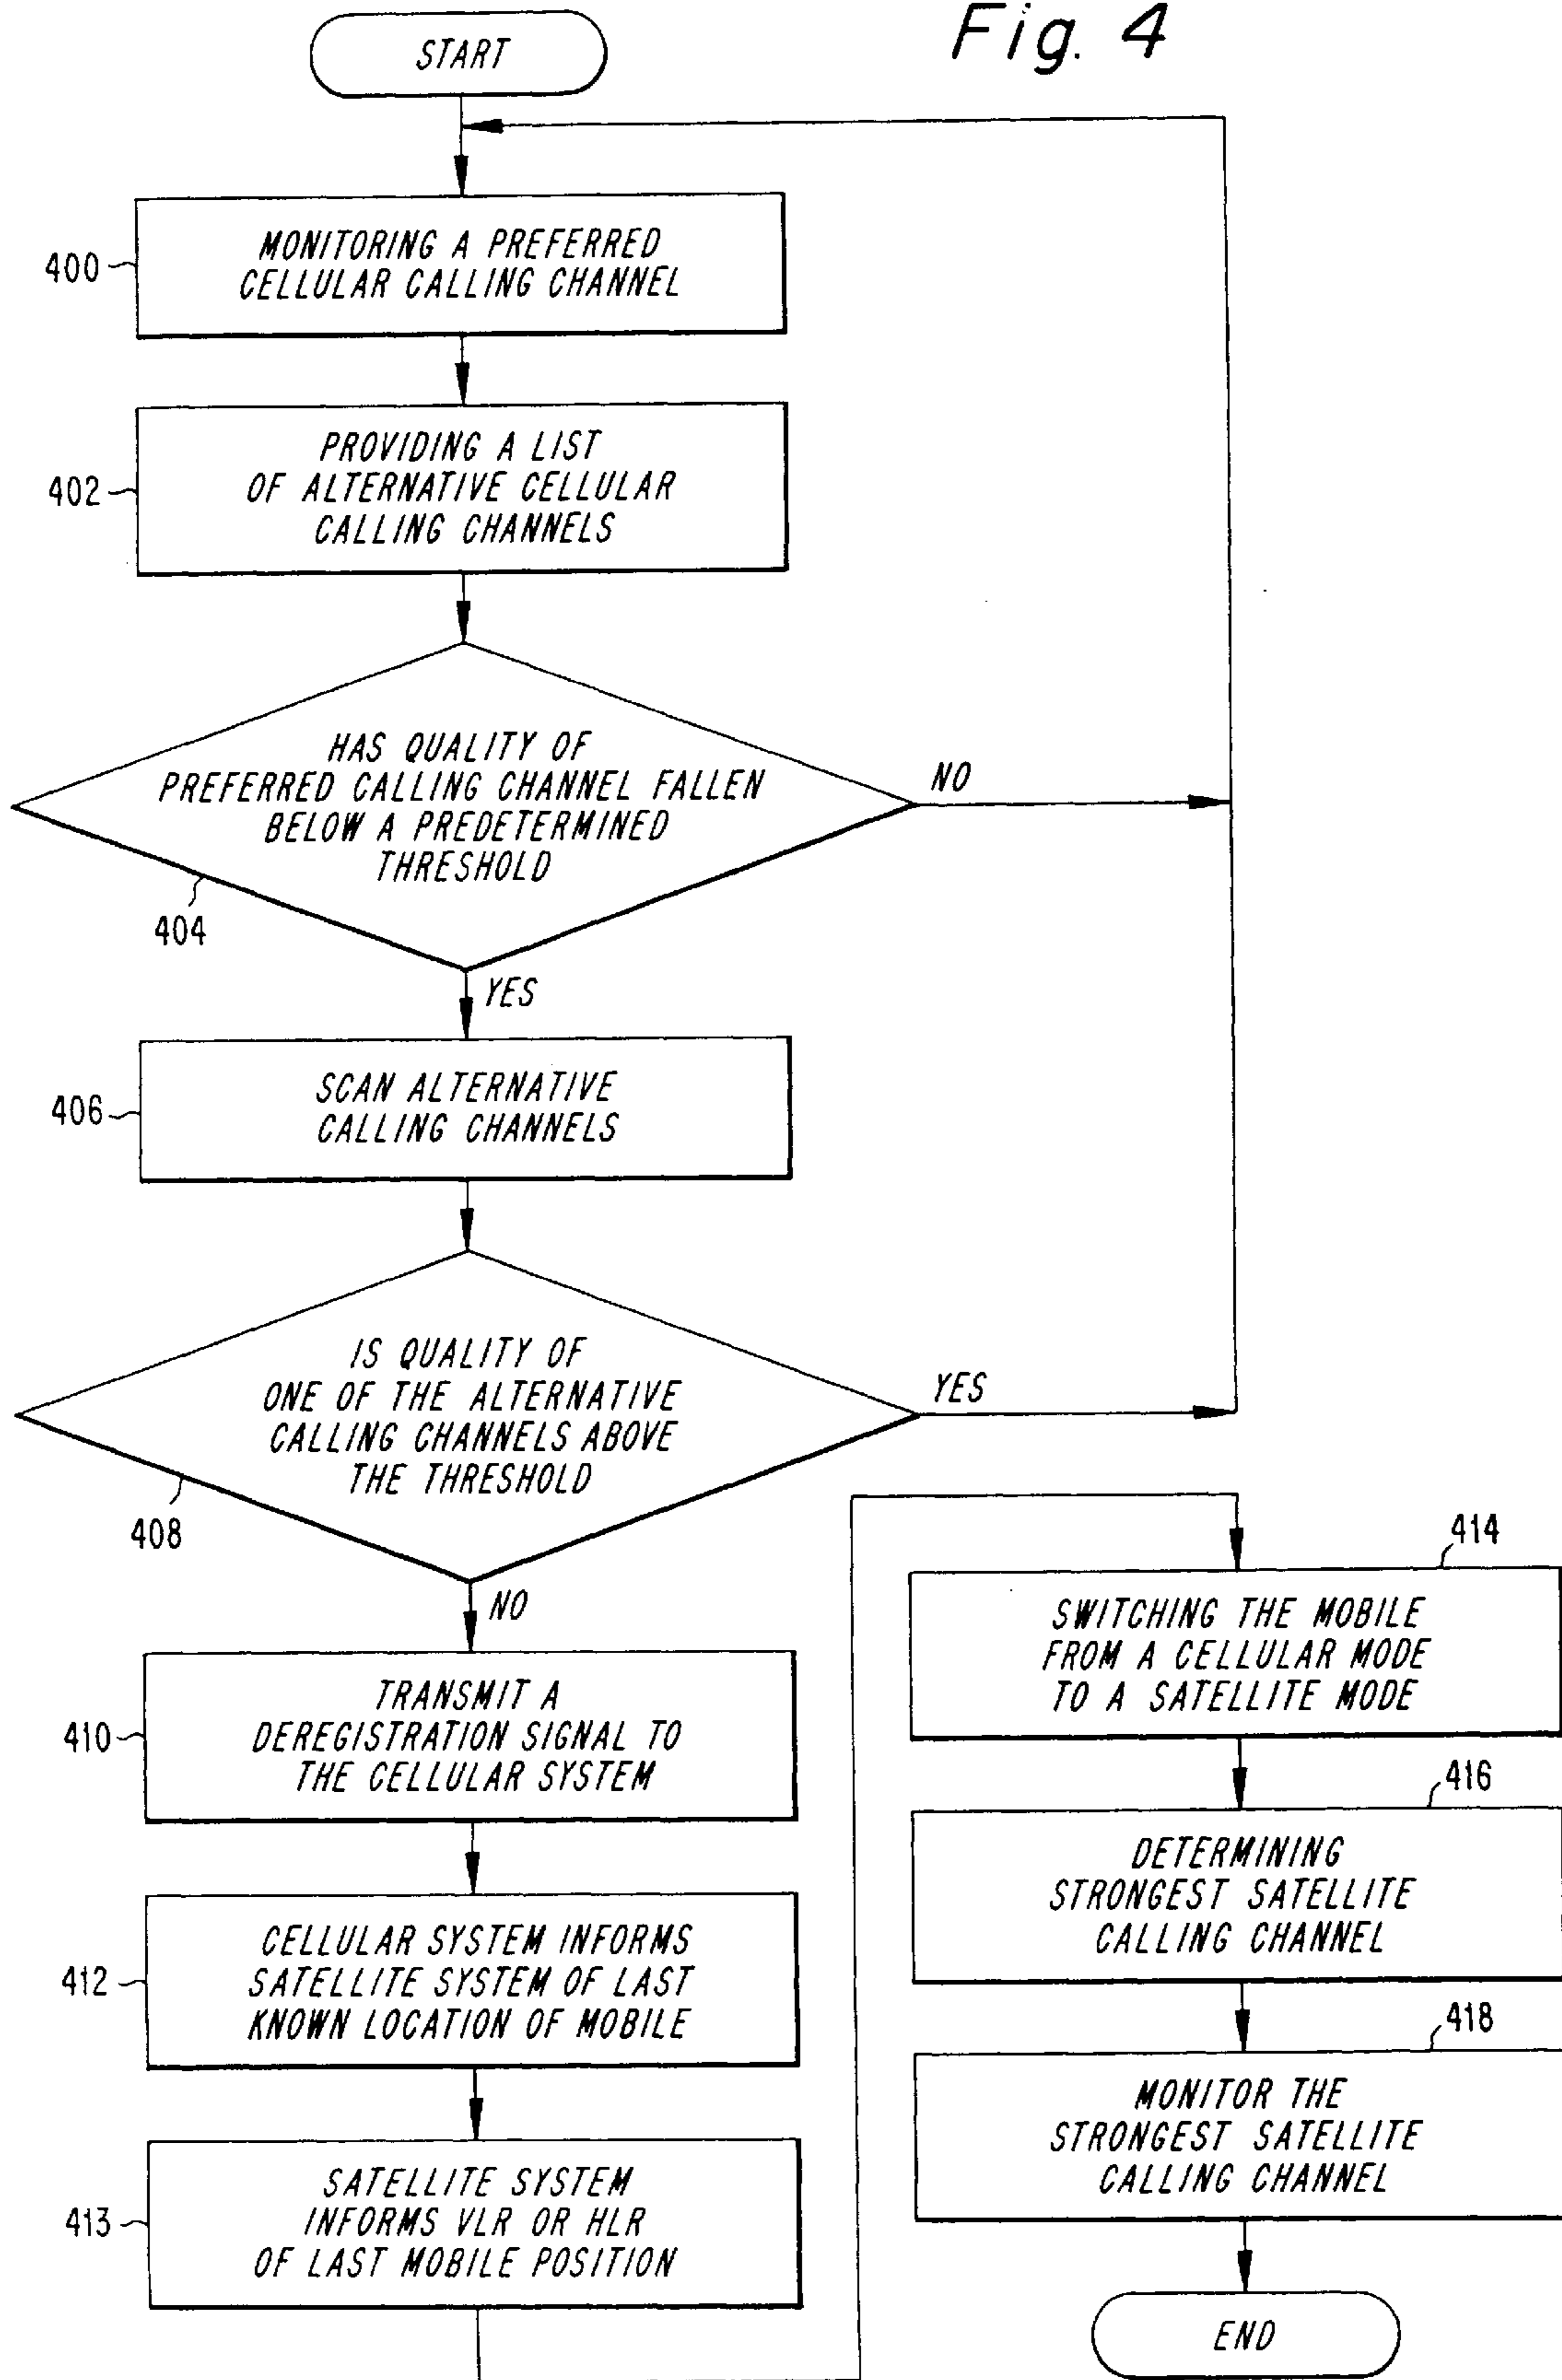 Fig. 4
START
400
MONITORING A PREFERRED
CELLULAR CALLING CHANNEL
402
PROVIDING A LIST
OF ALTERNATIVE CELLULAR
CALLING CHANNELS
HAS QUALITY OF
PREFERRED CALLING CHANNEL FALLEN
BELOW A PREDETERMINED
THRESHOLD
NO
404
YES
406
SCAN ALTERNATIVE
CALLING CHANNELS
IS QUALITY OF
ONE OF THE ALTERNATIVE
CALLING CHANNELS ABOVE
THE THRESHOLD
YES
408
NO
410
TRANSMIT A
DEREGISTRATION SIGNAL TO
THE CELLULAR SYSTEM
412
CELLULAR SYSTEM INFORMS
SATELLITE SYSTEM OF LAST
KNOWN LOCATION OF MOBILE
413
SATELLITE SYSTEM
INFORMS VLR OR HLR
OF LAST MOBILE POSITION
414
SWITCHING THE MOBILE
FROM A CELLULAR MODE
TO A SATELLITE MODE
416
DETERMINING
STRONGEST SATELLITE
CALLING CHANNEL
418
MONITOR THE
STRONGEST SATELLITE
CALLING CHANNEL
END